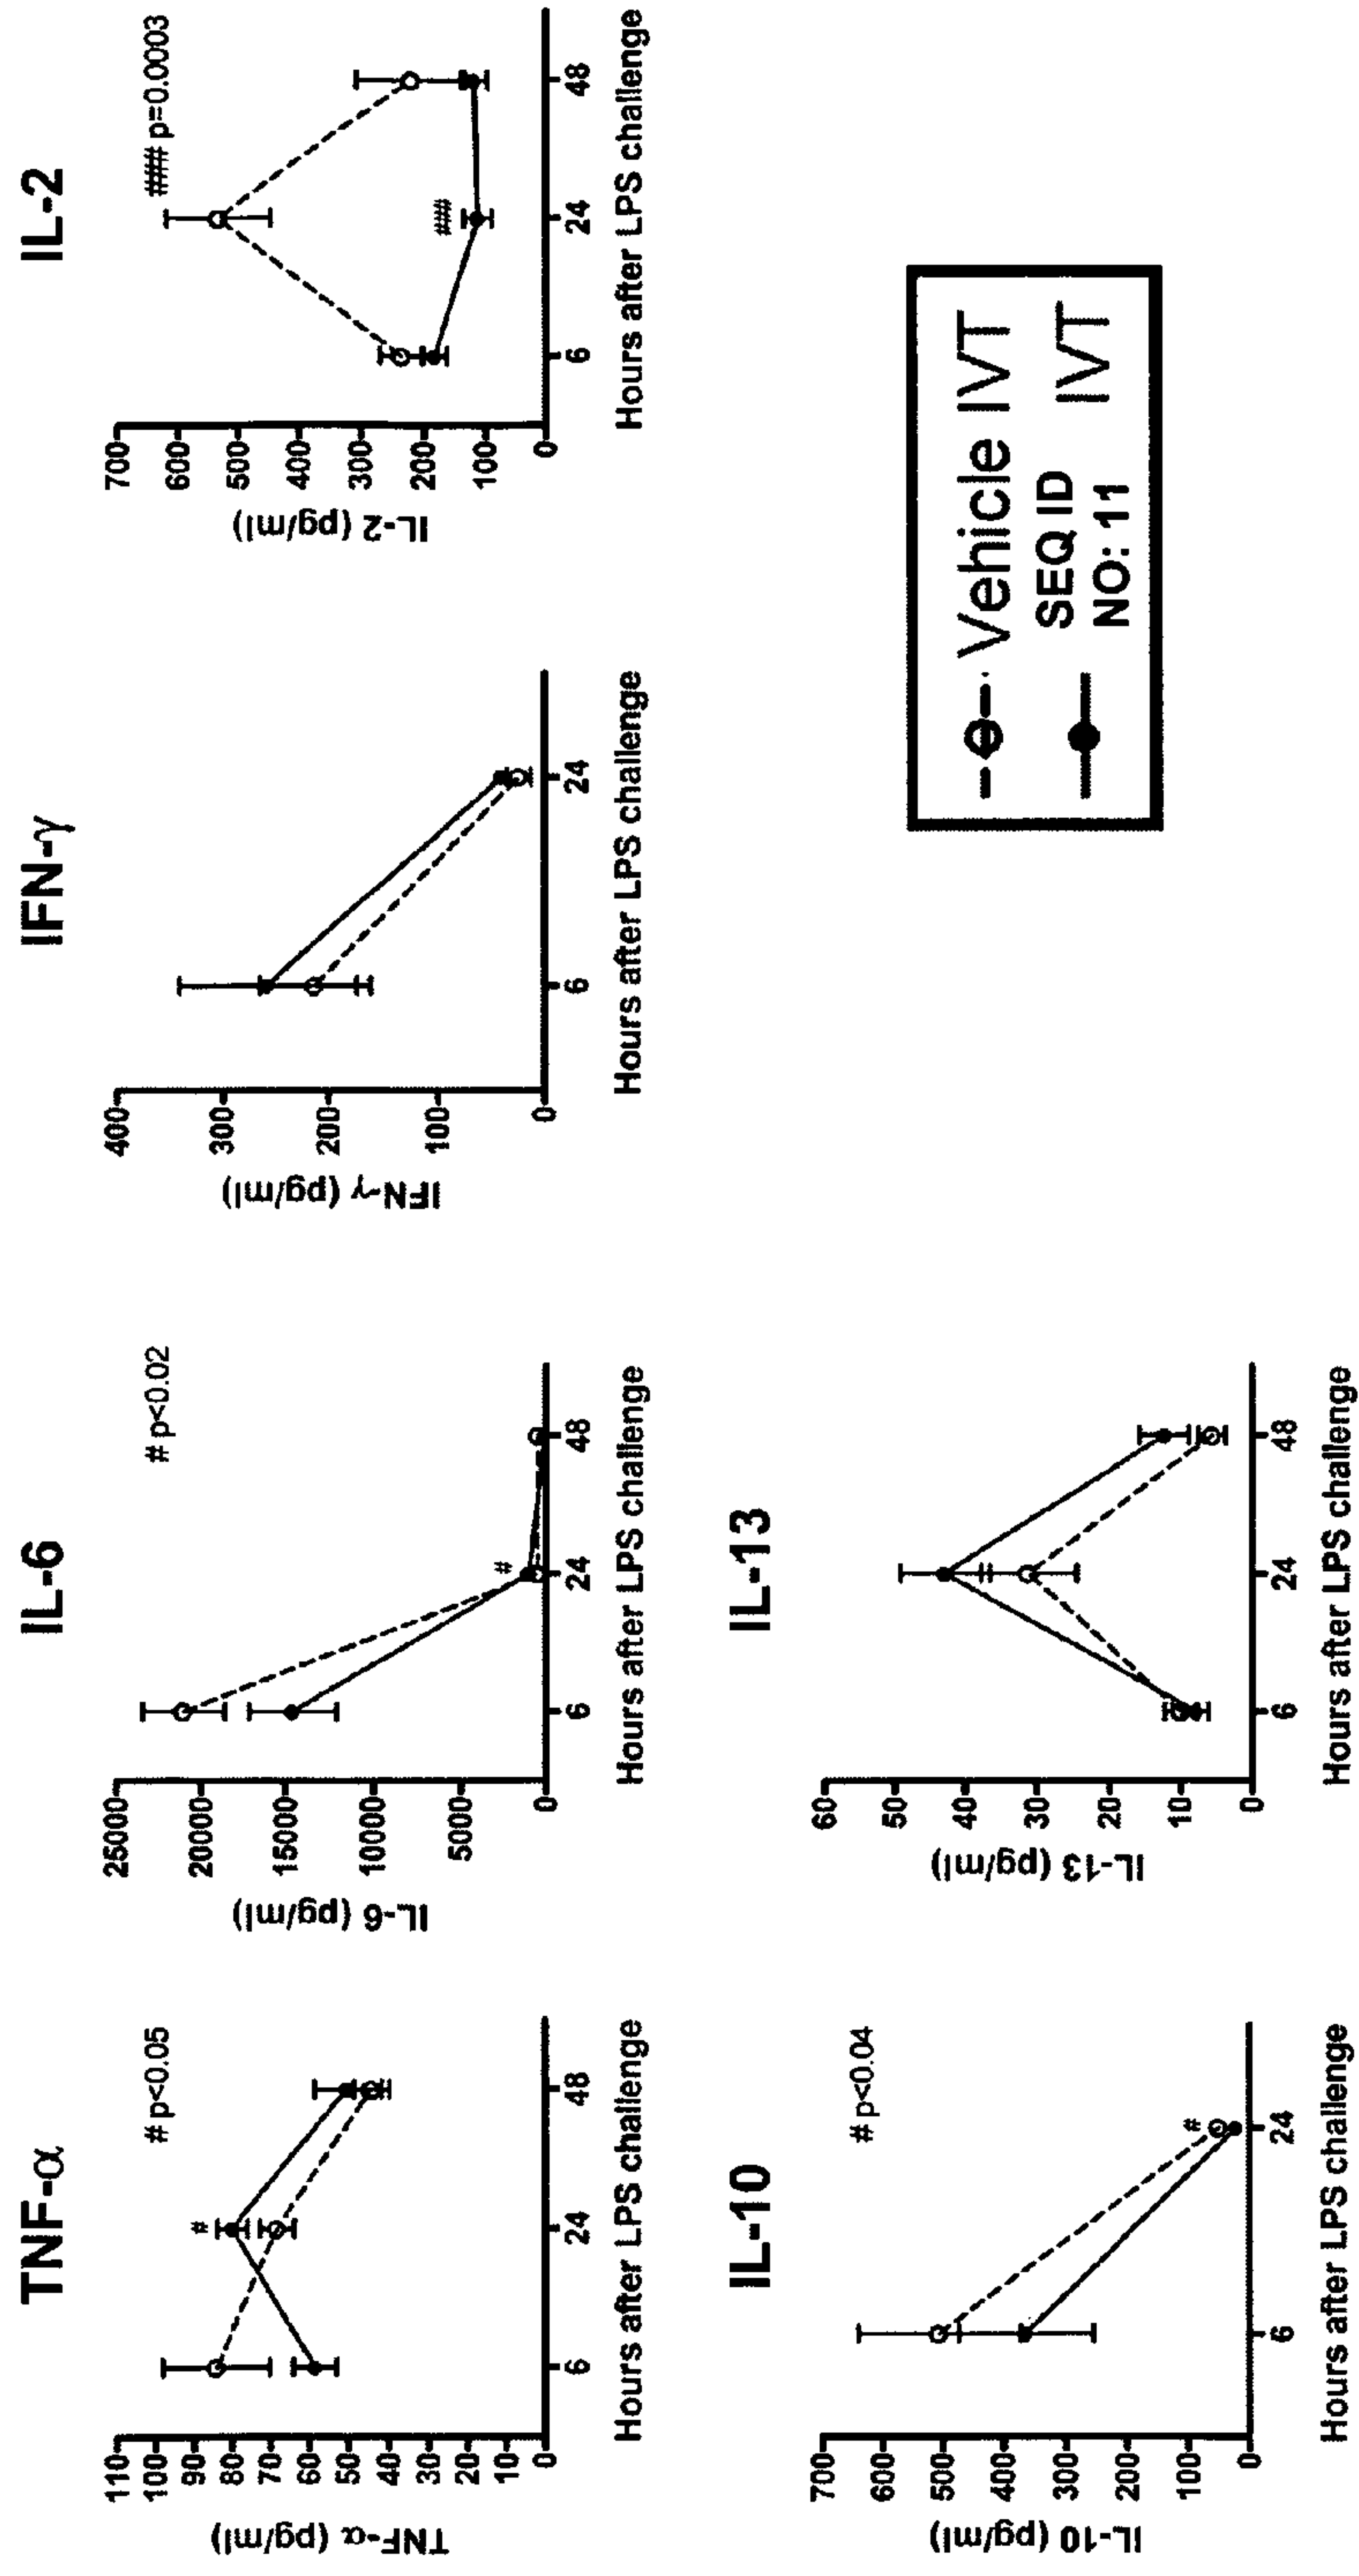 TNF-α
# p<0.05
#
TNF-α (pg/ml)
110
100
90
80
70
60
50
40
30
20
10
0
6 24 48
Hours after LPS challenge
IL-6
# p<0.02
#
IL-6 (pg/ml)
25000
20000
15000
10000
5000
0
6 24 48
Hours after LPS challenge
IFN-γ
IFN-γ (pg/ml)
400
300
200
100
0
6 24
Hours after LPS challenge
IL-2
### p=0.0003
###
IL-2 (pg/ml)
700
600
500
400
300
200
100
0
6 24 48
Hours after LPS challenge
IL-10
# p<0.04
#
IL-10 (pg/ml)
700
600
500
400
300
200
100
0
6 24
Hours after LPS challenge
IL-13
IL-13 (pg/ml)
60
50
40
30
20
10
0
6 24 48
Hours after LPS challenge
Vehicle IVT
SEQ ID IVT
NO: 11